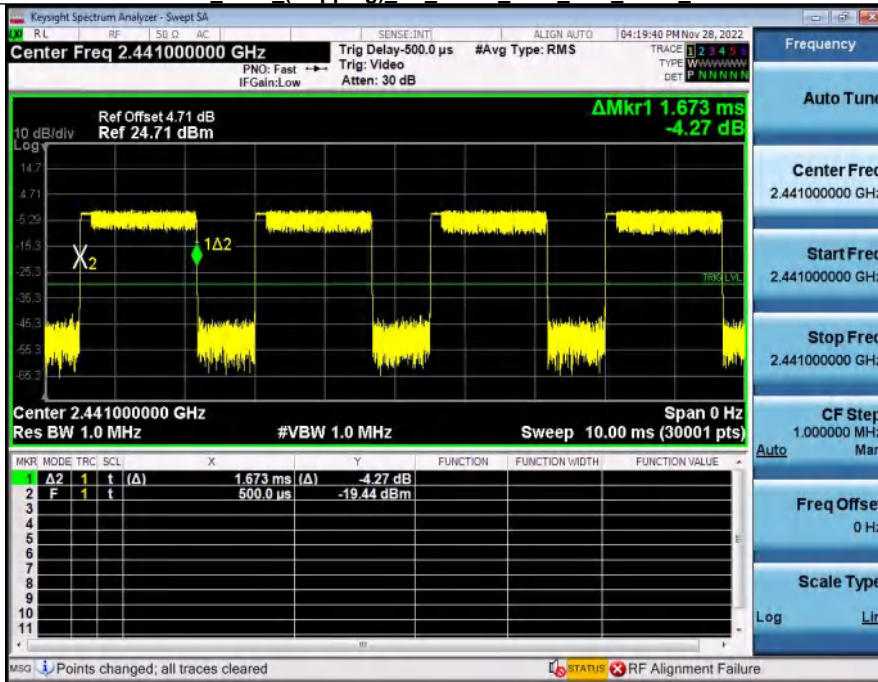 Keysight Spectrum Analyzer - Swept SA
RL RF 50 Ω AC SENSE:INT ALIGN AUTO 04:19:40 PM Nov 28, 2022
Center Freq 2.441000000 GHz
PNO: Fast
IFGain:Low
Trig Delay-500.0 µs
Trig: Video
Atten: 30 dB
#Avg Type: RMS
TRACE 1 2 3 4 5
TYPE W
DET P N N N N N
ΔMkr1 1.673 ms
-4.27 dB
Ref Offset 4.71 dB
10 dB/div Ref 24.71 dBm
Log
14.7
4.71
-5.29
-15.3
-25.3
-35.3
-45.3
-55.3
-65.3
X2
1Δ2
TRIG LVL
Center 2.441000000 GHz Span 0 Hz
Res BW 1.0 MHz #VBW 1.0 MHz Sweep 10.00 ms (30001 pts)
MKR MODE TRC SCL X Y FUNCTION FUNCTION WIDTH FUNCTION VALUE
1 Δ2 1 t (Δ) 1.673 ms (Δ) -4.27 dB
2 F 1 t 500.0 µs -19.44 dBm
3
4
5
6
7
8
9
10
11
MSG Points changed; all traces cleared STATUS RF Alignment Failure
Frequency
Auto Tune
Center Freq
2.441000000 GHz
Start Freq
2.441000000 GHz
Stop Freq
2.441000000 GHz
CF Step
1.000000 MHz
Auto Man
Freq Offset
0 Hz
Scale Type
Log Lin